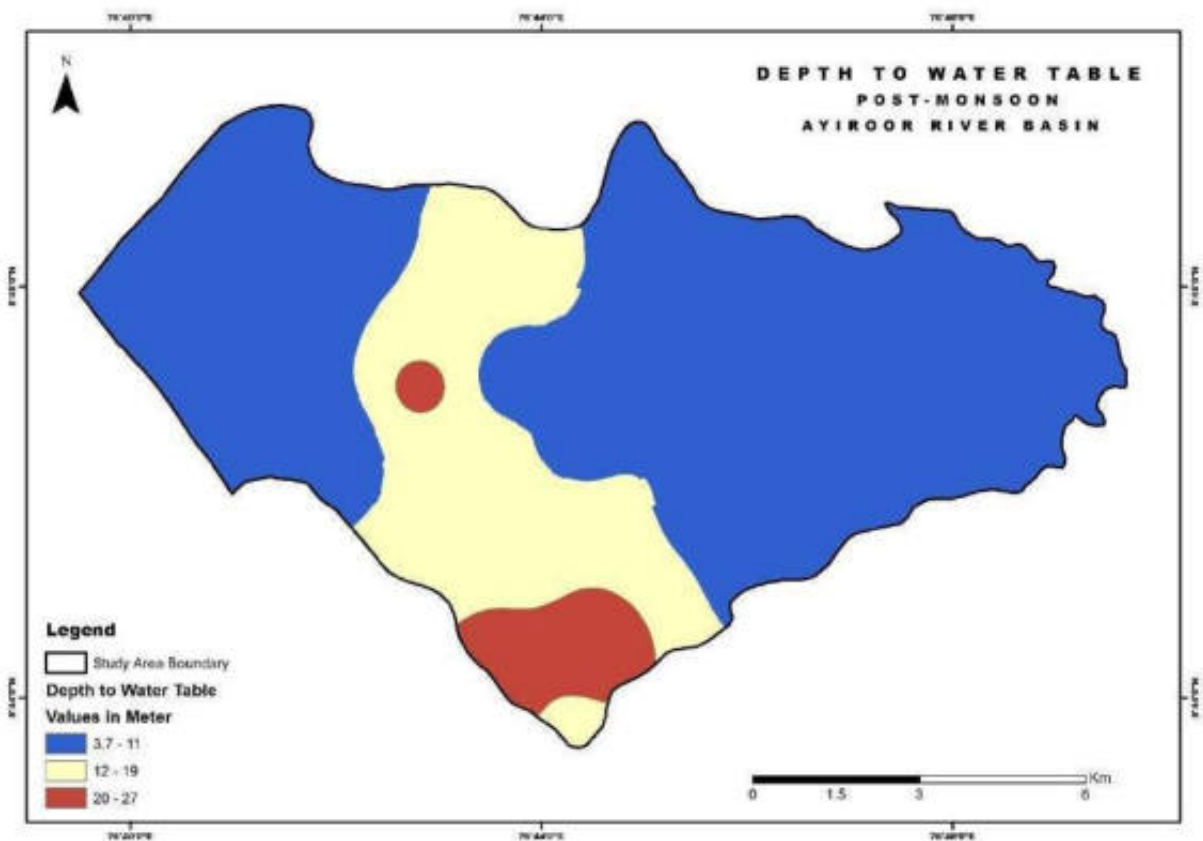 N
DEPTH TO WATER TABLE
POST-MONSOON
AYIROOR RIVER BASIN
Legend
Study Area Boundary
Depth to Water Table
Values in Meter
3.7 - 11
12 - 19
20 - 27
Km
0 1.5 3 6